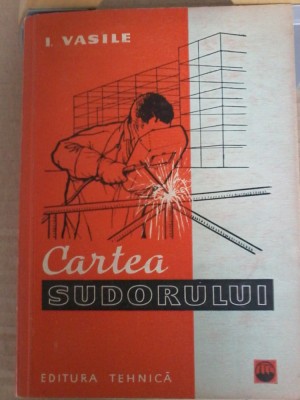 I. VASILE
Cartea
SUDORULUI
EDITURA TEHNICĂ